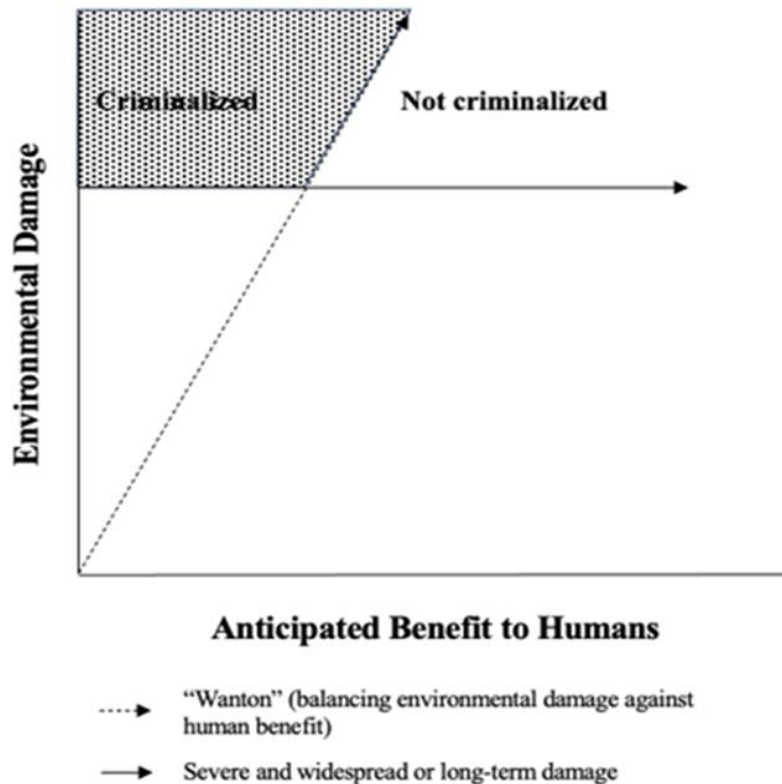 Criminalized
Not criminalized
Environmental Damage
Anticipated Benefit to Humans
“Wanton” (balancing environmental damage against
human benefit)
Severe and widespread or long-term damage